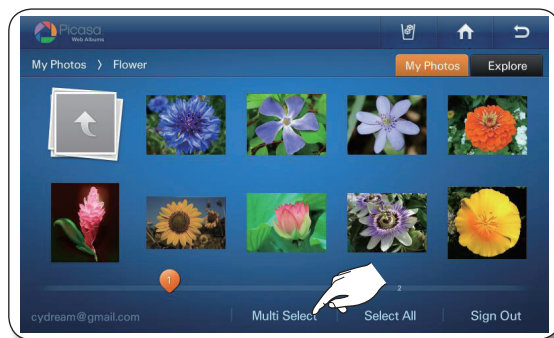 Picasa
Web Albums
My Photos > Flower
My Photos
Explore
1
2
cydream@gmail.com
Multi Select
Select All
Sign Out